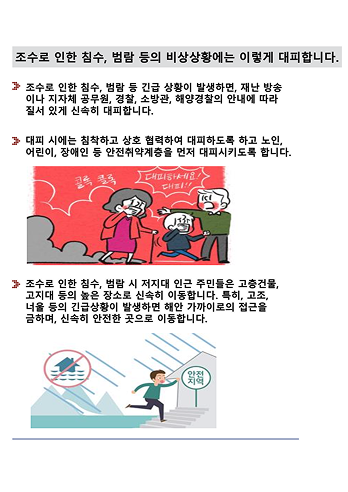 조수로 인한 침수, 범람 등의 비상상황에는 이렇게 대피합니다.
조수로 인한 침수, 범람 등 긴급 상황이 발생하면, 재난 방송
이나 지자체 공무원, 경찰, 소방관, 해양경찰의 안내에 따라
질서 있게 신속히 대피합니다.
대피 시에는 침착하고 상호 협력하여 대피하도록 하고 노인,
어린이, 장애인 등 안전취약계층을 먼저 대피시키도록 합니다.
콜록 콜록
대피하세요!
대피!!
조수로 인한 침수, 범람 시 저지대 인근 주민들은 고층건물,
고지대 등의 높은 장소로 신속히 이동합니다. 특히, 고조,
너울 등의 긴급상황이 발생하면 해안 가까이로의 접근을
금하며, 신속히 안전한 곳으로 이동합니다.
안전
지역